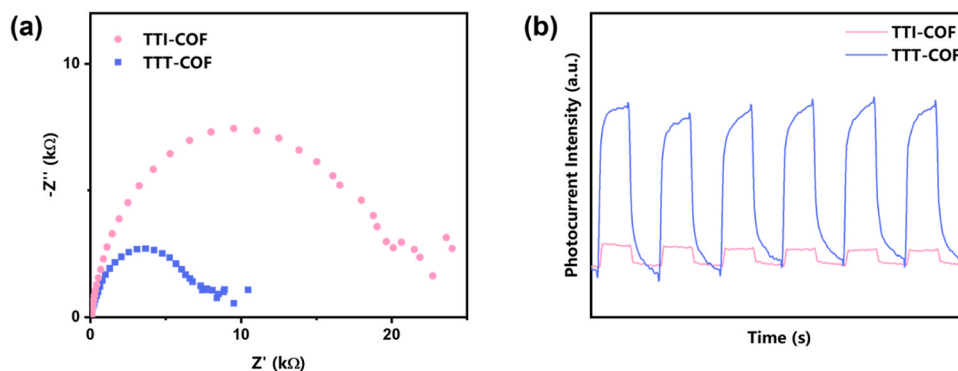 (a)
TTI-COF
TTT-COF
10
0
-Z'' (kΩ)
0
10
20
Z' (kΩ)
(b)
TTI-COF
TTT-COF
Photocurrent Intensity (a.u.)
Time (s)